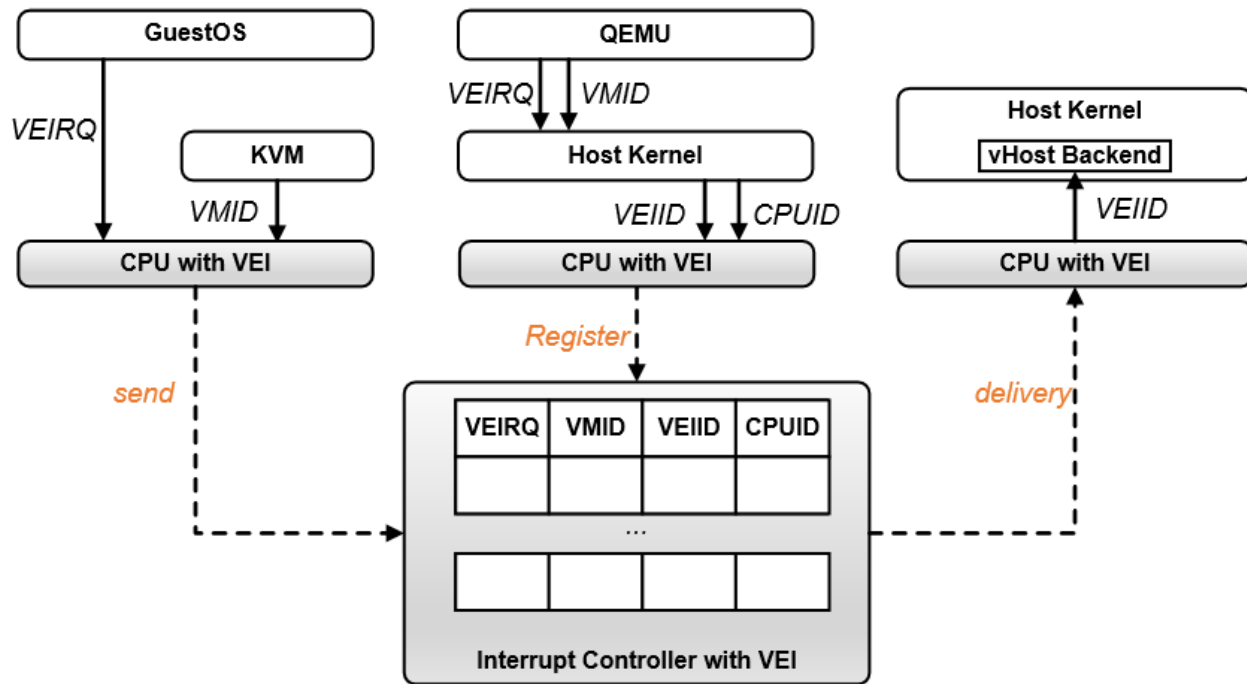 GuestOS
QEMU
VEIRQ
VMID
VEIRQ
Host Kernel
vHost Backend
KVM
Host Kernel
VMID
VEIID
CPUID
VEIID
CPU with VEI
CPU with VEI
CPU with VEI
send
Register
delivery
VEIRQ VMID VEIID CPUID
...
Interrupt Controller with VEI